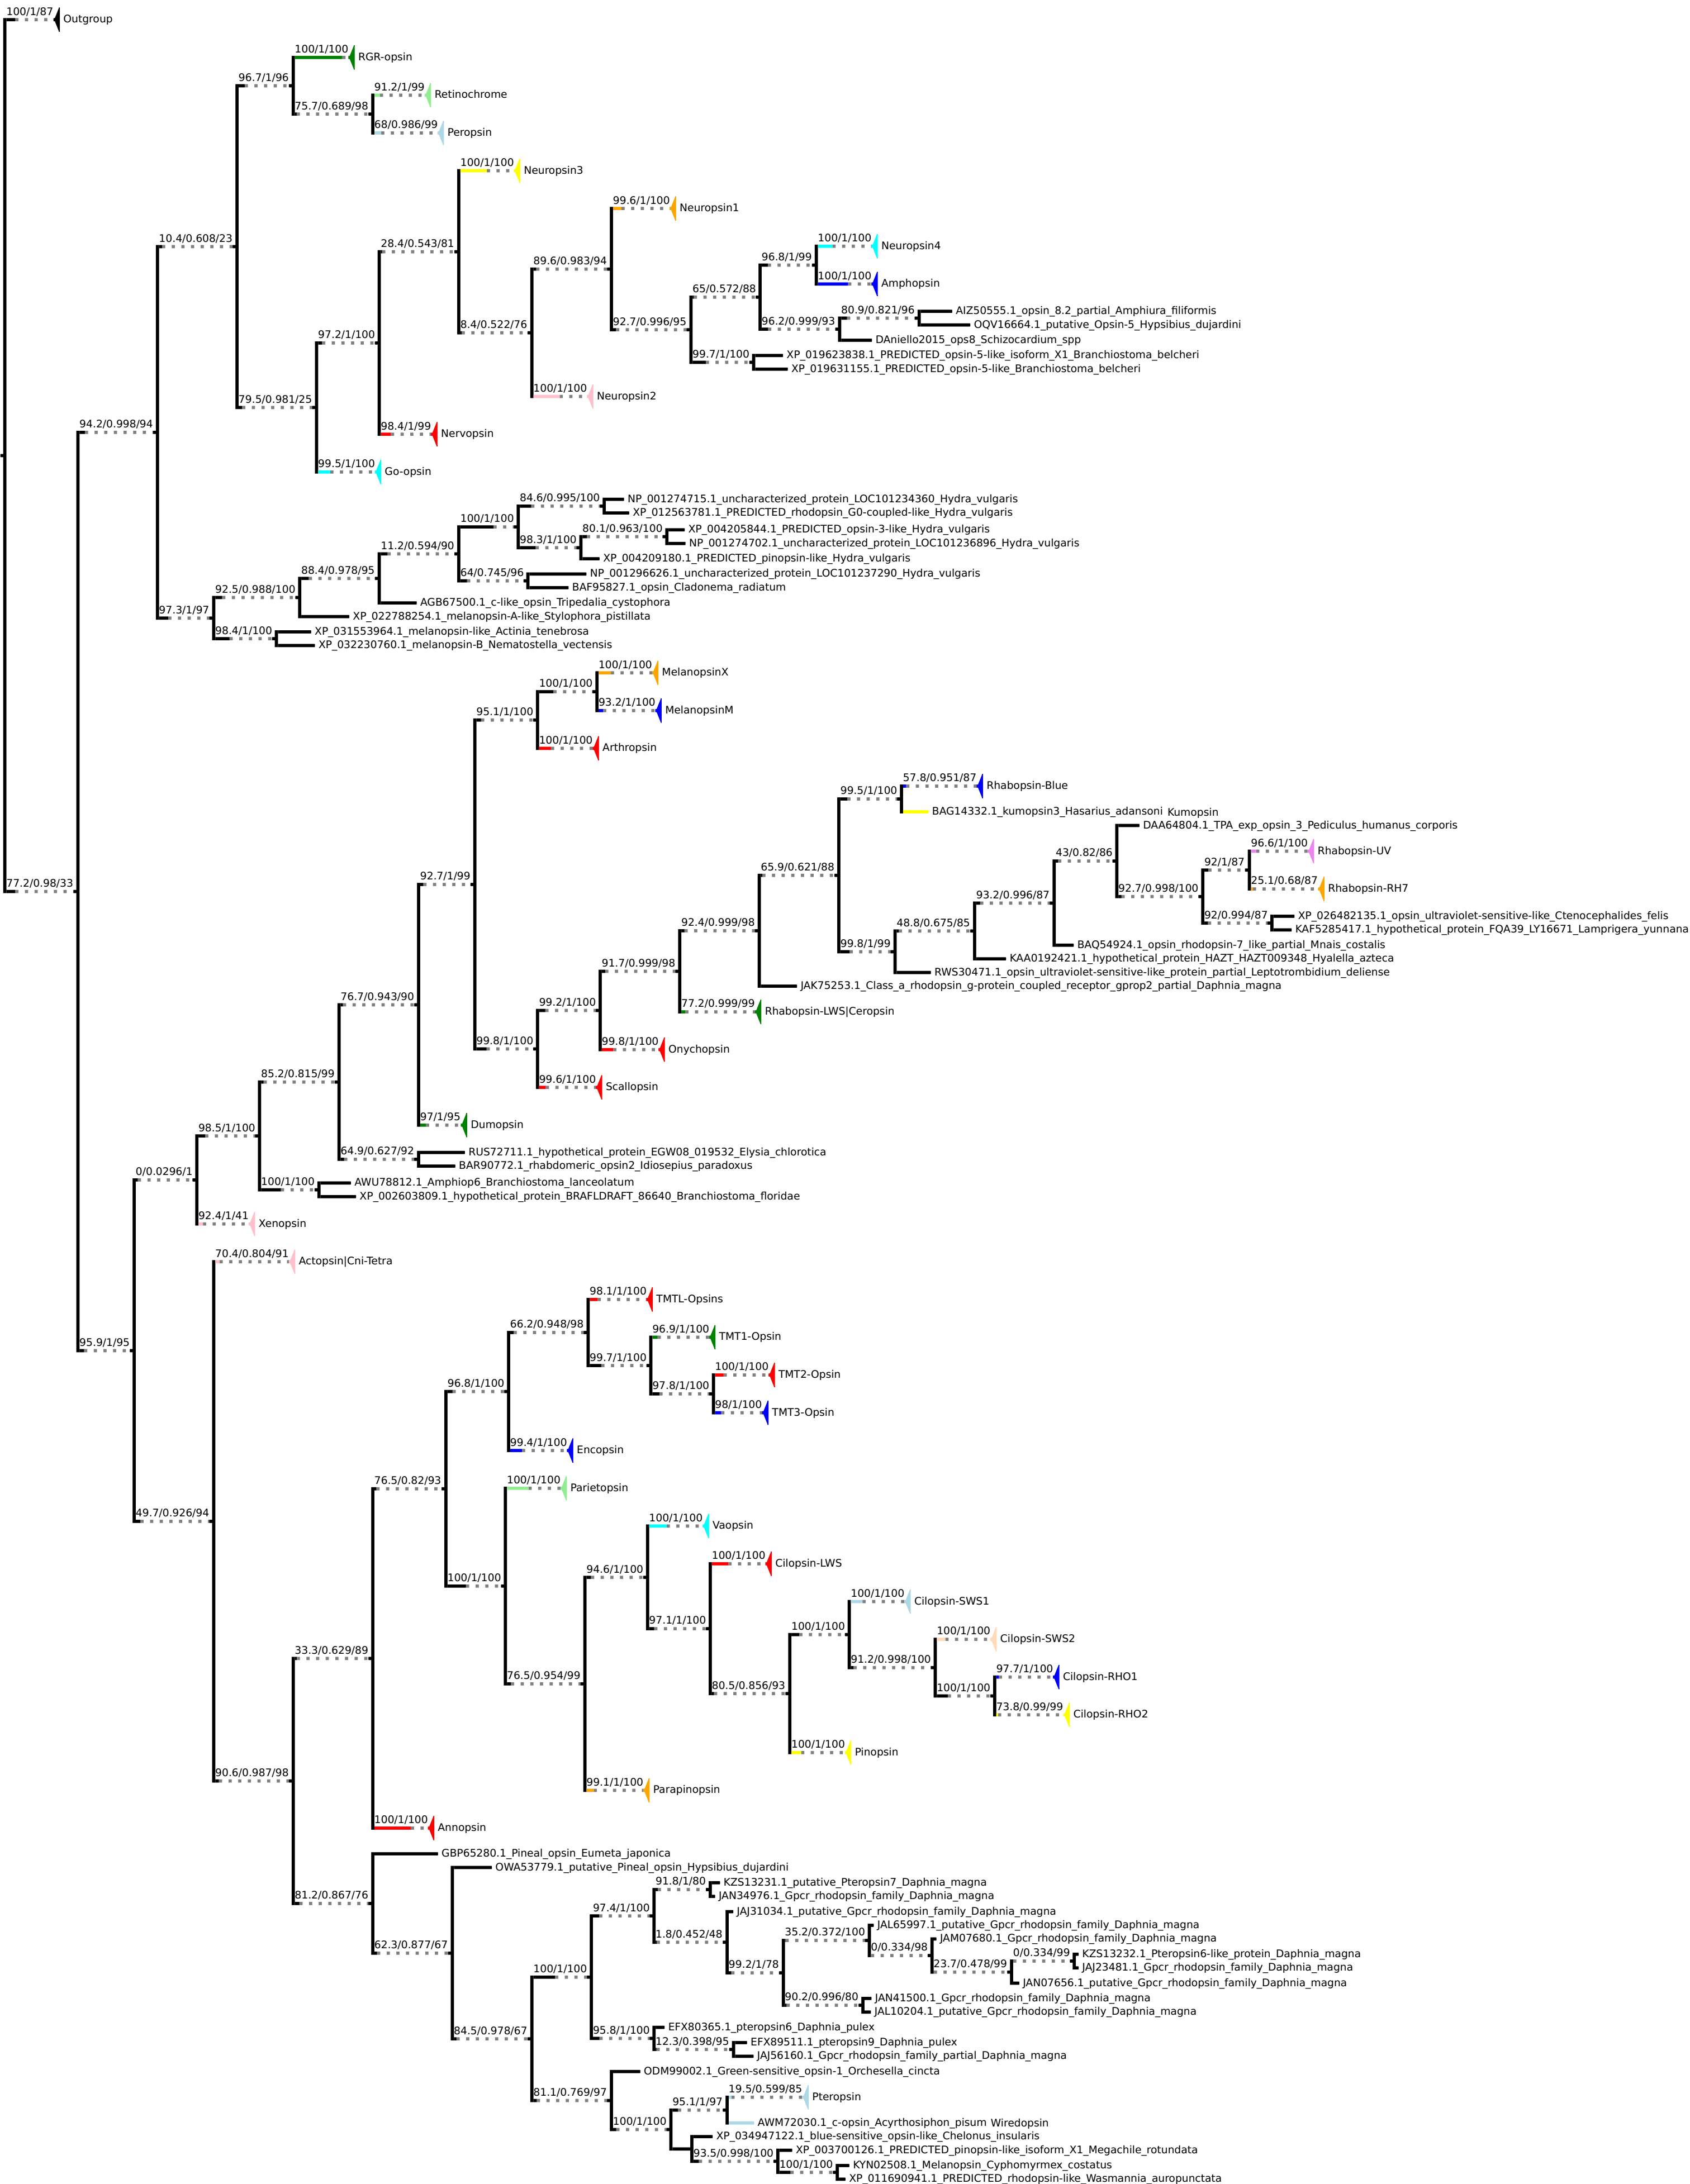 100/1/87 Outgroup
100/1/100 RGR-opsin
96.7/1/96
91.2/1/99 Retinochrome
75.7/0.689/98
68/0.986/99 Peropsin
100/1/100 Neuropsin3
99.6/1/100 Neuropsin1
10.4/0.608/23
28.4/0.543/81
100/1/100 Neuropsin4
96.8/1/99
89.6/0.983/94
100/1/100 Amphopsin
65/0.572/88
80.9/0.821/96 AIZ50555.1_opsin_8.2_partial_Amphiura_filiformis
8.4/0.522/76
92.7/0.996/95
96.2/0.999/93
OQV16664.1_putative_Opsin-5_Hypsibius_dujardini
97.2/1/100
DAniello2015_ops8_Schizocardium_spp
99.7/1/100
XP_019623838.1_PREDICTED_opsin-5-like_isoform_X1_Branchiostoma_belcheri
XP_019631155.1_PREDICTED_opsin-5-like_Branchiostoma_belcheri
79.5/0.981/25
100/1/100 Neuropsin2
94.2/0.998/94
98.4/1/99 Nervopsin
99.5/1/100 Go-opsin
84.6/0.995/100 NP_001274715.1_uncharacterized_protein_LOC101234360_Hydra_vulgaris
XP_012563781.1_PREDICTED_rhodopsin_G0-coupled-like_Hydra_vulgaris
100/1/100
80.1/0.963/100 XP_004205844.1_PREDICTED_opsin-3-like_Hydra_vulgaris
98.3/1/100
NP_001274702.1_uncharacterized_protein_LOC101236896_Hydra_vulgaris
11.2/0.594/90
XP_004209180.1_PREDICTED_pinopsin-like_Hydra_vulgaris
88.4/0.978/95
64/0.745/96 NP_001296626.1_uncharacterized_protein_LOC101237290_Hydra_vulgaris
92.5/0.988/100
BAF95827.1_opsin_Cladonema_radiatum
AGB67500.1_c-like_opsin_Tripedalia_cystophora
97.3/1/97
XP_022788254.1_melanopsin-A-like_Stylophora_pistillata
98.4/1/100 XP_031553964.1_melanopsin-like_Actinia_tenebrosa
XP_032230760.1_melanopsin-B_Nematostella_vectensis
100/1/100 MelanopsinX
100/1/100
93.2/1/100 MelanopsinM
95.1/1/100
100/1/100 Arthropsin
57.8/0.951/87 Rhabopsin-Blue
99.5/1/100
BAG14332.1_kumopsin3_Hasarius_adansoni Kumopsin
DAA64804.1_TPA_exp_opsin_3_Pediculus_humanus_corporis
96.6/1/100 Rhabopsin-UV
43/0.82/86
92/1/87
65.9/0.621/88
92.7/1/99
77.2/0.98/33
25.1/0.68/87 Rhabopsin-RH7
93.2/0.996/87
92.7/0.998/100
92/0.994/87 XP_026482135.1_opsin_ultraviolet-sensitive-like_Ctenocephalides_felis
92.4/0.999/98
48.8/0.675/85
KAF5285417.1_hypothetical_protein_FQA39_LY16671_Lamprigera_yunnana
99.8/1/99
BAQ54924.1_opsin_rhodopsin-7_like_partial_Mnais_costalis
KAA0192421.1_hypothetical_protein_HAZT_HAZT009348_Hyalella_azteca
91.7/0.999/98
RWS30471.1_opsin_ultraviolet-sensitive-like_protein_partial_Leptotrombidium_deliense
JAK75253.1_Class_a_rhodopsin_g-protein_coupled_receptor_gprop2_partial_Daphnia_magna
76.7/0.943/90
99.2/1/100
77.2/0.999/99 Rhabopsin-LWS|Ceropsin
99.8/1/100
99.8/1/100 Onychopsin
85.2/0.815/99
99.6/1/100 Scallopsin
97/1/95 Dumopsin
98.5/1/100
64.9/0.627/92 RUS72711.1_hypothetical_protein_EGW08_019532_Elysia_chlorotica
BAR90772.1_rhabdomeric_opsin2_Idiosepius_paradoxus
0/0.0296/1
100/1/100 AWU78812.1_Amphiop6_Branchiostoma_lanceolatum
XP_002603809.1_hypothetical_protein_BRAFLDRAFT_86640_Branchiostoma_floridae
92.4/1/41 Xenopsin
70.4/0.804/91 Actopsin|Cni-Tetra
98.1/1/100 TMTL-Opsins
66.2/0.948/98
95.9/1/95
96.9/1/100 TMT1-Opsin
99.7/1/100
100/1/100 TMT2-Opsin
96.8/1/100
97.8/1/100
98/1/100 TMT3-Opsin
99.4/1/100 Encopsin
76.5/0.82/93
100/1/100 Parietopsin
49.7/0.926/94
100/1/100 Vaopsin
100/1/100 Cilopsin-LWS
94.6/1/100
100/1/100
100/1/100 Cilopsin-SWS1
97.1/1/100
100/1/100
100/1/100 Cilopsin-SWS2
33.3/0.629/89
91.2/0.998/100
76.5/0.954/99
97.7/1/100 Cilopsin-RHO1
80.5/0.856/93
100/1/100
73.8/0.99/99 Cilopsin-RHO2
100/1/100 Pinopsin
90.6/0.987/98
99.1/1/100 Parapinopsin
100/1/100 Annopsin
GBP65280.1_Pineal_opsin_Eumeta_japonica
OWA53779.1_putative_Pineal_opsin_Hypsibius_dujardini
91.8/1/80 KZS13231.1_putative_Pteropsin7_Daphnia_magna
81.2/0.867/76
JAN34976.1_Gpcr_rhodopsin_family_Daphnia_magna
97.4/1/100
JAJ31034.1_putative_Gpcr_rhodopsin_family_Daphnia_magna
1.8/0.452/48
35.2/0.372/100 JAL65997.1_putative_Gpcr_rhodopsin_family_Daphnia_magna
62.3/0.877/67
0/0.334/98 JAM07680.1_Gpcr_rhodopsin_family_Daphnia_magna
0/0.334/99 KZS13232.1_Pteropsin6-like_protein_Daphnia_magna
99.2/1/78
23.7/0.478/99
JAJ23481.1_Gpcr_rhodopsin_family_Daphnia_magna
100/1/100
JAN07656.1_putative_Gpcr_rhodopsin_family_Daphnia_magna
90.2/0.996/80 JAN41500.1_Gpcr_rhodopsin_family_Daphnia_magna
JAL10204.1_putative_Gpcr_rhodopsin_family_Daphnia_magna
84.5/0.978/67
95.8/1/100 EFX80365.1_pteropsin6_Daphnia_pulex
12.3/0.398/95 EFX89511.1_pteropsin9_Daphnia_pulex
JAJ56160.1_Gpcr_rhodopsin_family_partial_Daphnia_magna
ODM99002.1_Green-sensitive_opsin-1_Orchesella_cincta
81.1/0.769/97
19.5/0.599/85 Pteropsin
95.1/1/97
100/1/100
AWM72030.1_c-opsin_Acyrthosiphon_pisum Wiredopsin
XP_034947122.1_blue-sensitive_opsin-like_Chelonus_insularis
93.5/0.998/100 XP_003700126.1_PREDICTED_pinopsin-like_isoform_X1_Megachile_rotundata
100/1/100 KYN02508.1_Melanopsin_Cyphomyrmex_costatus
XP_011690941.1_PREDICTED_rhodopsin-like_Wasmannia_auropunctata